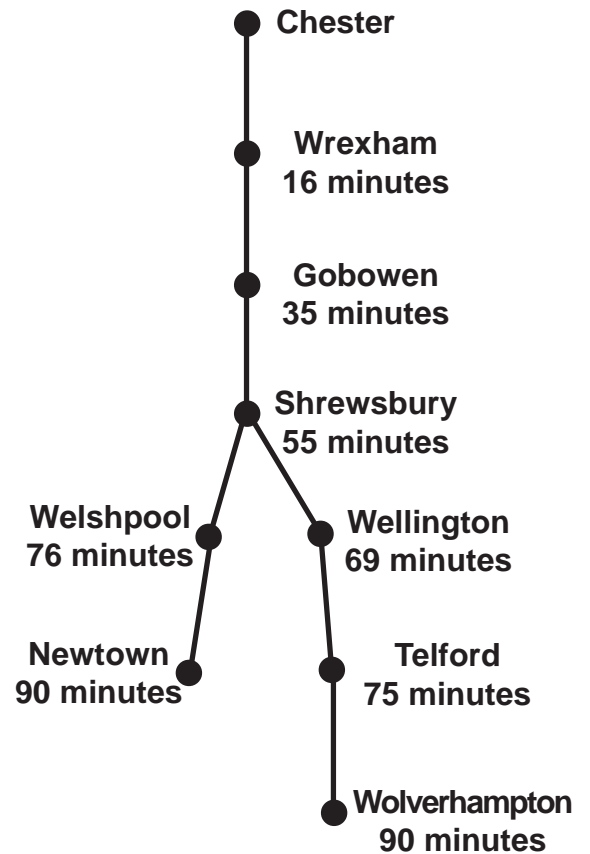 Chester
Wrexham
16 minutes
Gobowen
35 minutes
Shrewsbury
55 minutes
Welshpool
76 minutes
Wellington
69 minutes
Newtown
90 minutes
Telford
75 minutes
Wolverhampton
90 minutes